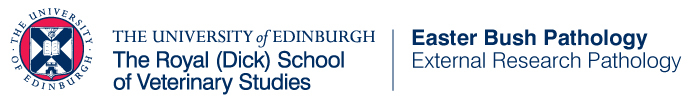 THE UNIVERSITY OF EDINBURGH
THE UNIVERSITY of EDINBURGH
The Royal (Dick) School
of Veterinary Studies
Easter Bush Pathology
External Research Pathology